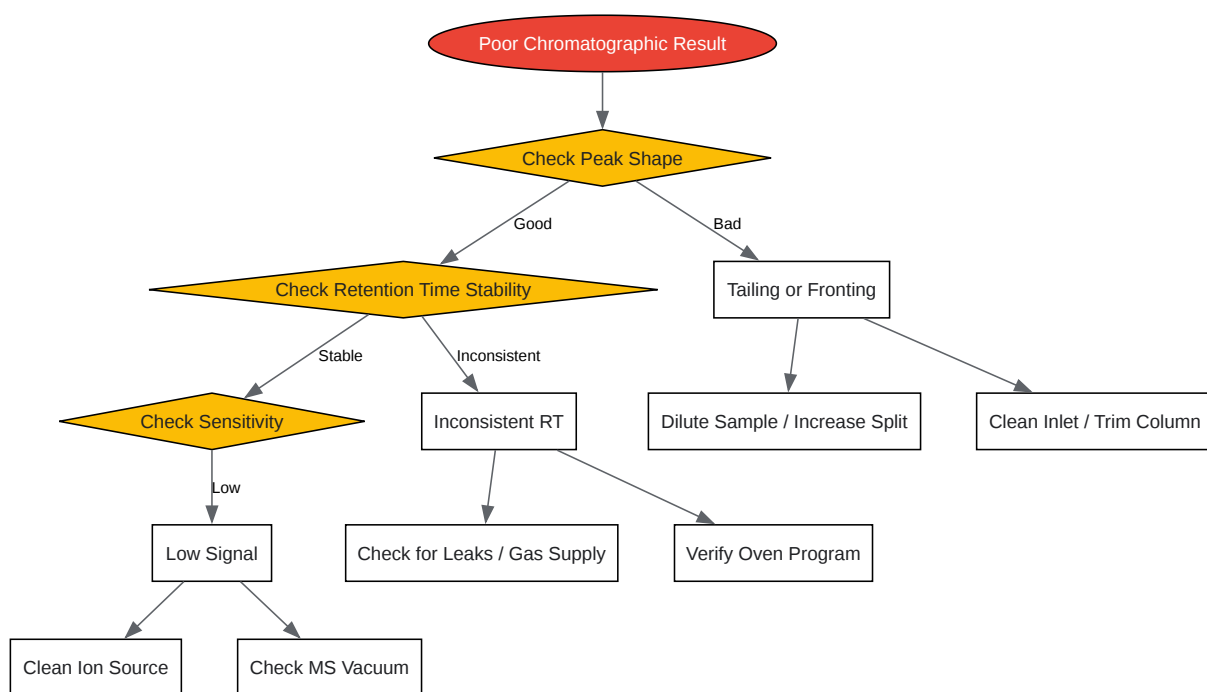 Poor Chromatographic Result
Check Peak Shape
Good
Bad
Check Retention Time Stability
Tailing or Fronting
Stable
Inconsistent
Check Sensitivity
Inconsistent RT
Dilute Sample / Increase Split
Clean Inlet / Trim Column
Low
Low Signal
Check for Leaks / Gas Supply
Verify Oven Program
Clean Ion Source
Check MS Vacuum